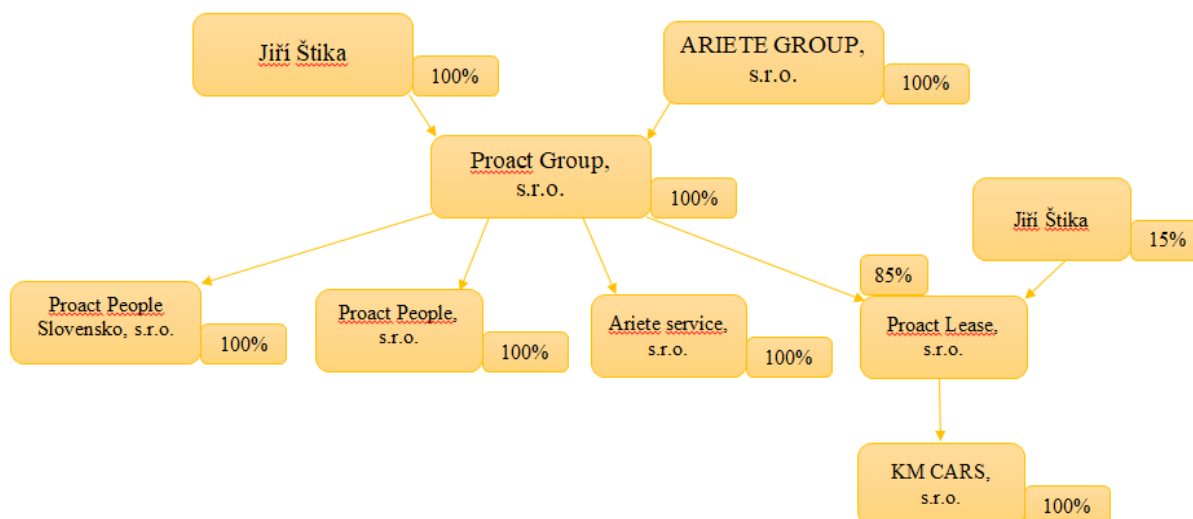 Jiří Štika
100%
ARIETE GROUP,
s.r.o.
100%
Proact Group,
s.r.o.
100%
Jiří Štika
15%
85%
Proact People
Slovensko, s.r.o.
100%
Proact People,
s.r.o.
100%
Ariete service,
s.r.o.
100%
Proact Lease,
s.r.o.
KM CARS,
s.r.o.
100%